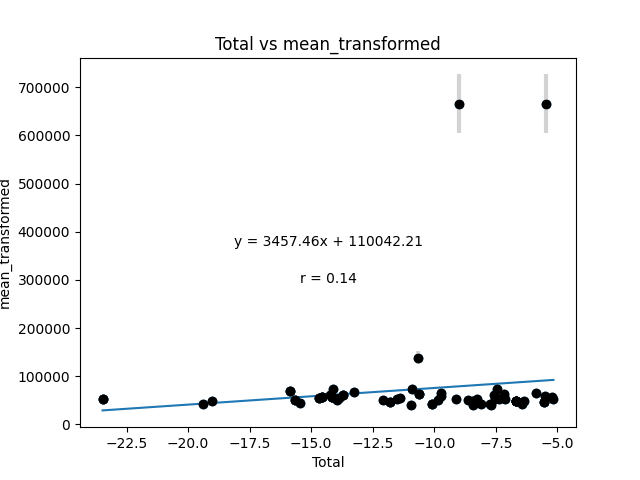 Total vs mean_transformed
700000
600000
500000
400000
300000
200000
100000
0
mean_transformed
y = 3457.46x + 110042.21
r = 0.14
−22.5 −20.0 −17.5 −15.0 −12.5 −10.0 −7.5 −5.0
Total